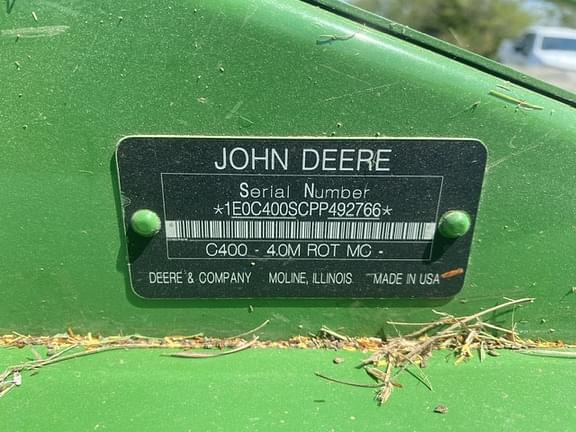 JOHN DEERE
Serial Number
*1E0C400SCPP492766*
C400 - 4.0M ROT MC -
DEERE & COMPANY MOLINE, ILLINOIS MADE IN USA